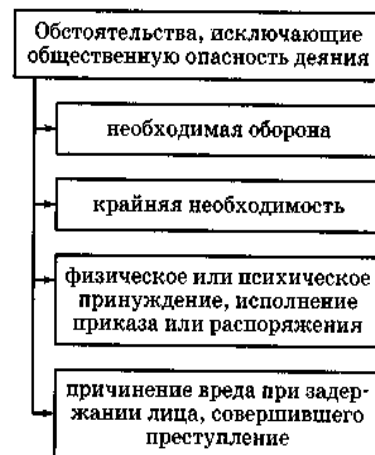 Обстоятельства, исключающие
общественную опасность деяния
необходимая оборона
крайняя необходимость
физическое или психическое
принуждение, исполнение
приказа или распоряжения
причинение вреда при задер-
жании лица, совершившего
преступление